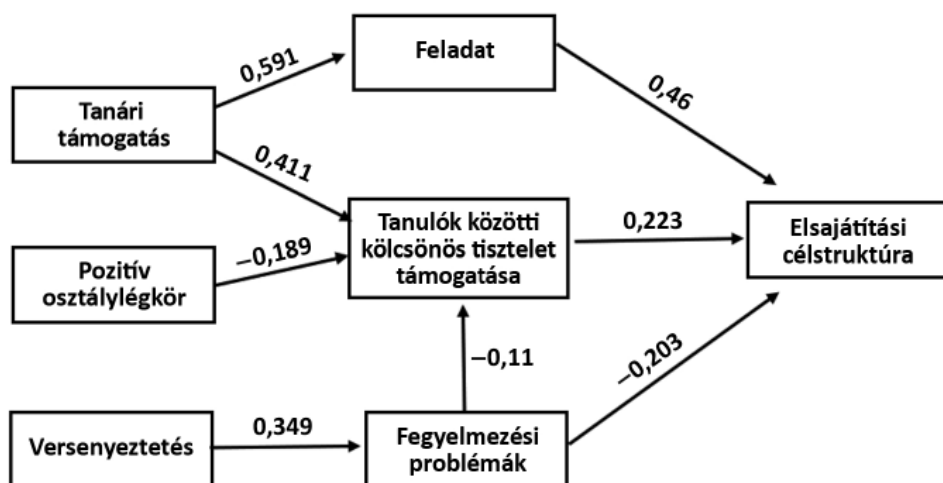 Feladat
0,591
0,46
Tanári
támogatás
0,411
Tanulók közötti
kölcsönös tisztelet
támogatása
0,223
Elsajátítási
célstruktúra
−0,189
Pozitív
osztálylégkör
−0,11
−0,203
Versenyeztetés
0,349
Fegyelmezési
problémák